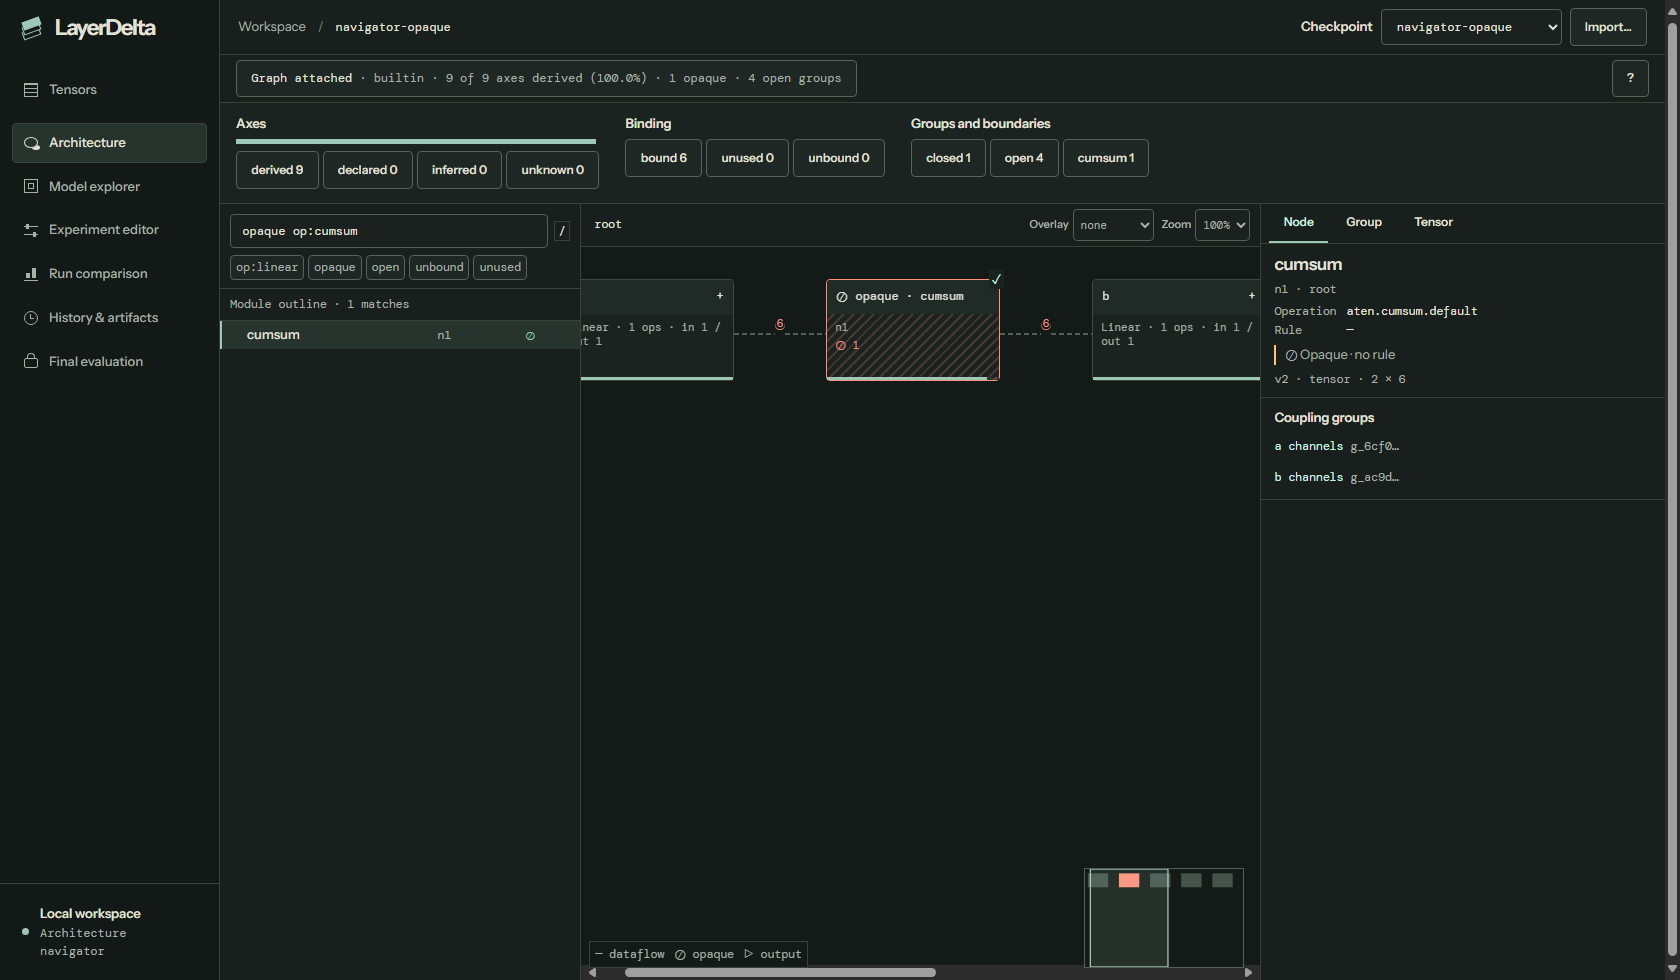 LayerDelta
Tensors
Architecture
Model explorer
Experiment editor
Run comparison
History & artifacts
Final evaluation
Local workspace
Architecture
navigator
Workspace / navigator-opaque
Checkpoint navigator-opaque Import…
Graph attached · builtin · 9 of 9 axes derived (100.0%) · 1 opaque · 4 open groups
?
Axes
derived 9 declared 0 inferred 0 unknown 0
Binding
bound 6 unused 0 unbound 0
Groups and boundaries
closed 1 open 4 cumsum 1
opaque op:cumsum /
op:linear opaque open unbound unused
Module outline · 1 matches
cumsum n1
root
Overlay none Zoom 100%
+
near · 1 ops · in 1 /
t 1
6
opaque · cumsum
n1
1
6
b +
Linear · 1 ops · in 1 /
out 1
— dataflow opaque output
Node Group Tensor
cumsum
n1 · root
Operation aten.cumsum.default
Rule —
Opaque · no rule
v2 · tensor · 2 × 6
Coupling groups
a channels g_6cf0…
b channels g_ac9d…